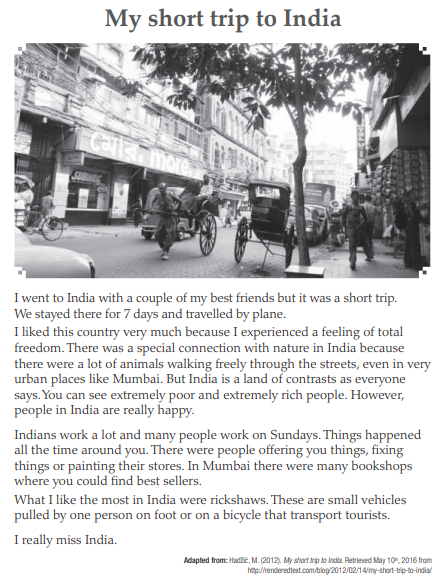 My short trip to India
SUBWAY
I went to India with a couple of my best friends but it was a short trip.
We stayed there for 7 days and travelled by plane.
I liked this country very much because I experienced a feeling of total
freedom. There was a special connection with nature in India because
there were a lot of animals walking freely through the streets, even in very
urban places like Mumbai. But India is a land of contrasts as everyone
says. You can see extremely poor and extremely rich people. However,
people in India are really happy.
Indians work a lot and many people work on Sundays. Things happened
all the time around you. There were people offering you things, fixing
things or painting their stores. In Mumbai there were many bookshops
where you could find best sellers.
What I like the most in India were rickshaws. These are small vehicles
pulled by one person on foot or on a bicycle that transport tourists.
I really miss India.
Adapted from: Hadžić, M. (2012). My short trip to India. Retrieved May 10th, 2016 from
http://renderedtext.com/blog/2012/02/14/my-short-trip-to-india/